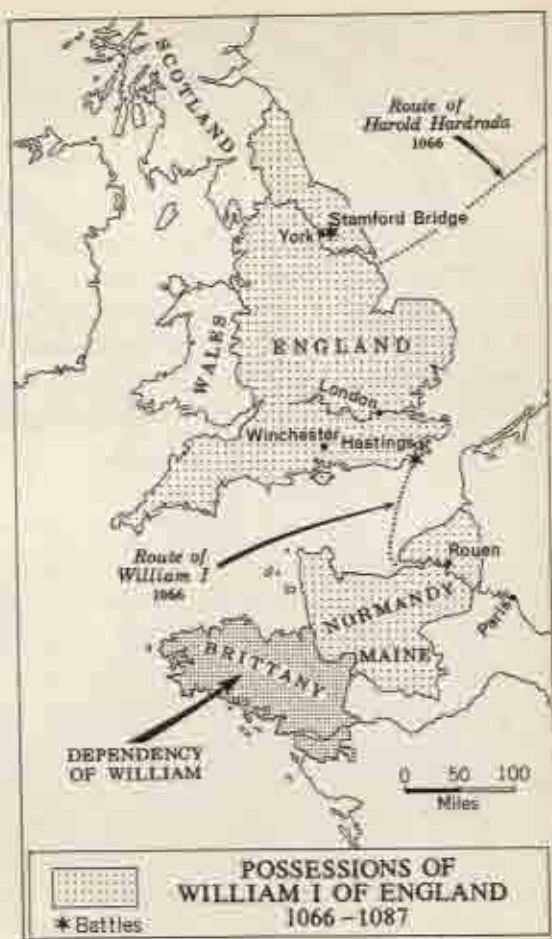 SCOTLAND
Route of
Harold Hardrada
1066
Stamford Bridge
York
WALES
ENGLAND
London
Winchester
Hastings
Route of
William I
1066
Rouen
NORMANDY
Paris
MAINE
BRITTANY
DEPENDENCY
OF WILLIAM
0 50 100
Miles
POSSESSIONS OF
WILLIAM I OF ENGLAND
1066-1087
* Battles